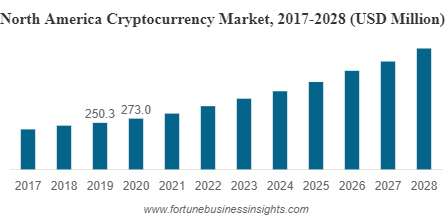 North America Cryptocurrency Market, 2017-2028 (USD Million)
250.3 273.0
2017 2018 2019 2020 2021 2022 2023 2024 2025 2026 2027 2028
www.fortunebusinessinsights.com